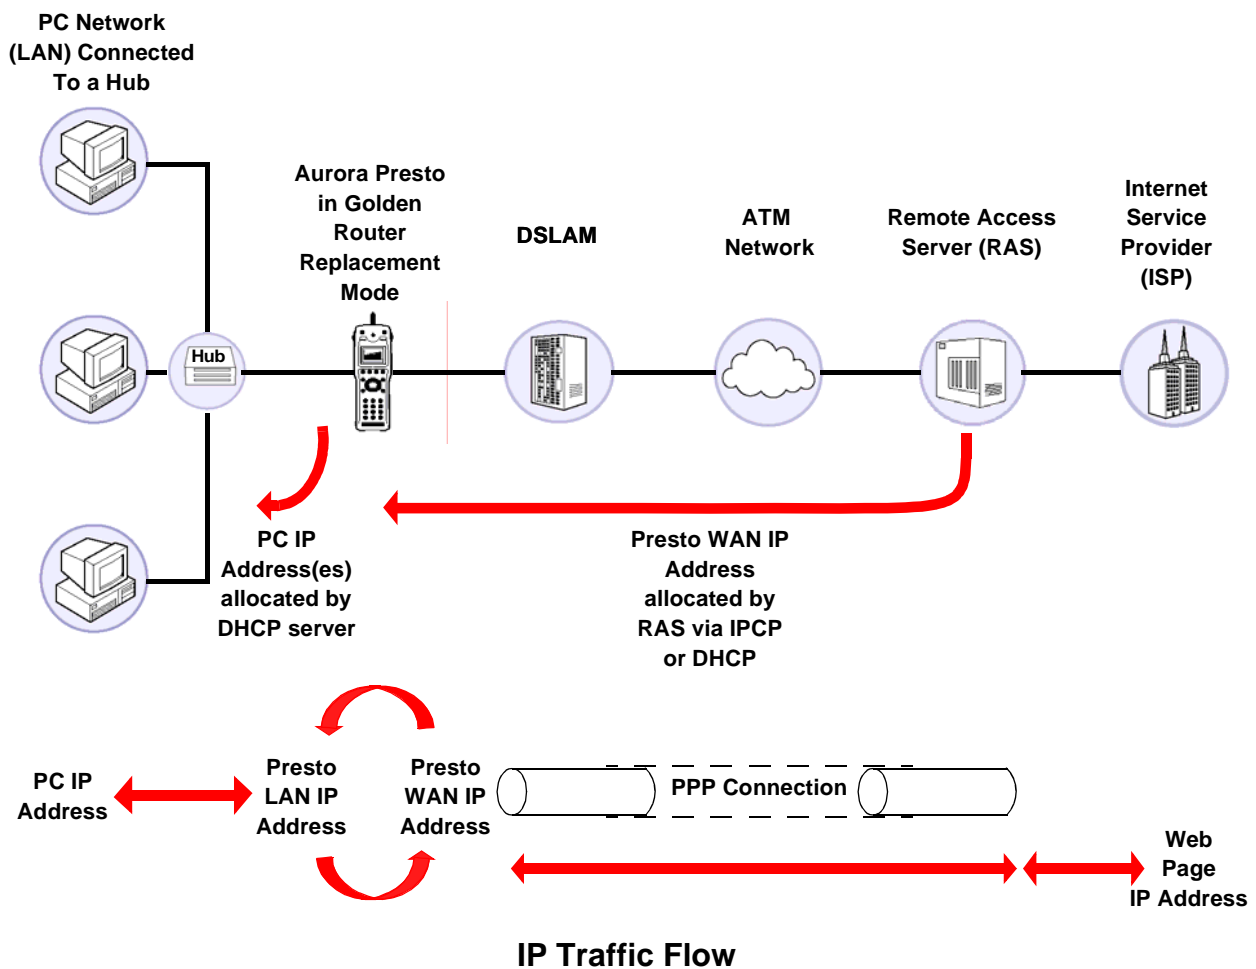 PC Network
(LAN) Connected
To a Hub
Aurora Presto
in Golden
Router
Replacement
Mode
DSLAM
ATM
Network
Remote Access
Server (RAS)
Internet
Service
Provider
(ISP)
Hub
PC IP
Address(es)
allocated by
DHCP server
Presto WAN IP
Address
allocated by
RAS via IPCP
or DHCP
PC IP
Address
Presto
LAN IP
Address
Presto
WAN IP
Address
PPP Connection
Web
Page
IP Address
IP Traffic Flow